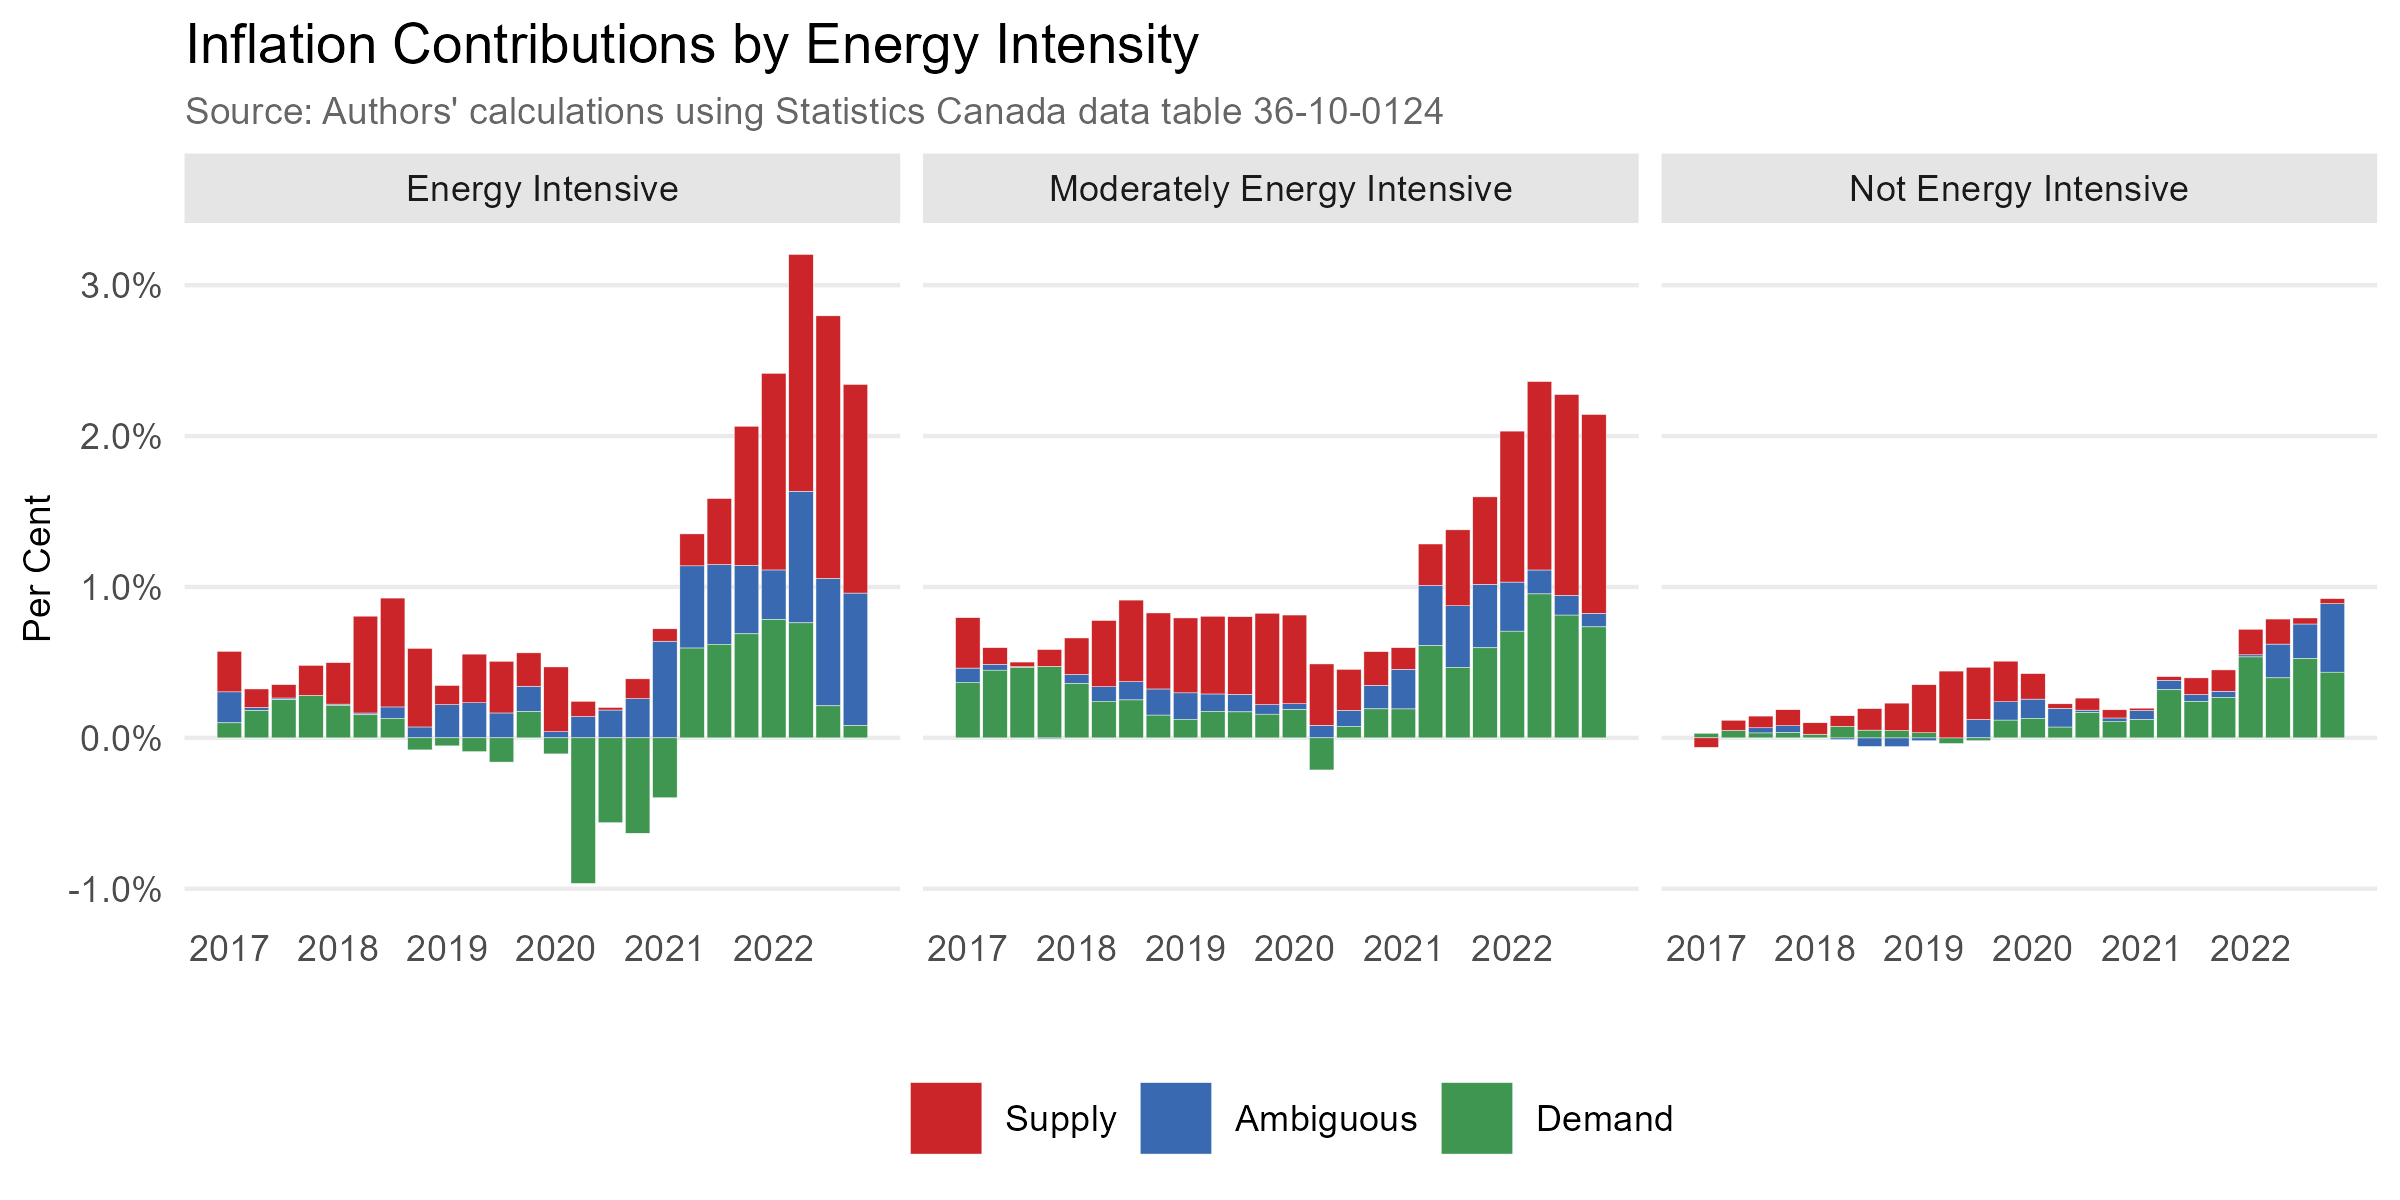 Inflation Contributions by Energy Intensity
Source: Authors' calculations using Statistics Canada data table 36-10-0124
Energy Intensive
Moderately Energy Intensive
Not Energy Intensive
Per Cent
3.0%
2.0%
1.0%
0.0%
-1.0%
2017 2018 2019 2020 2021 2022
2017 2018 2019 2020 2021 2022
2017 2018 2019 2020 2021 2022
Supply
Ambiguous
Demand